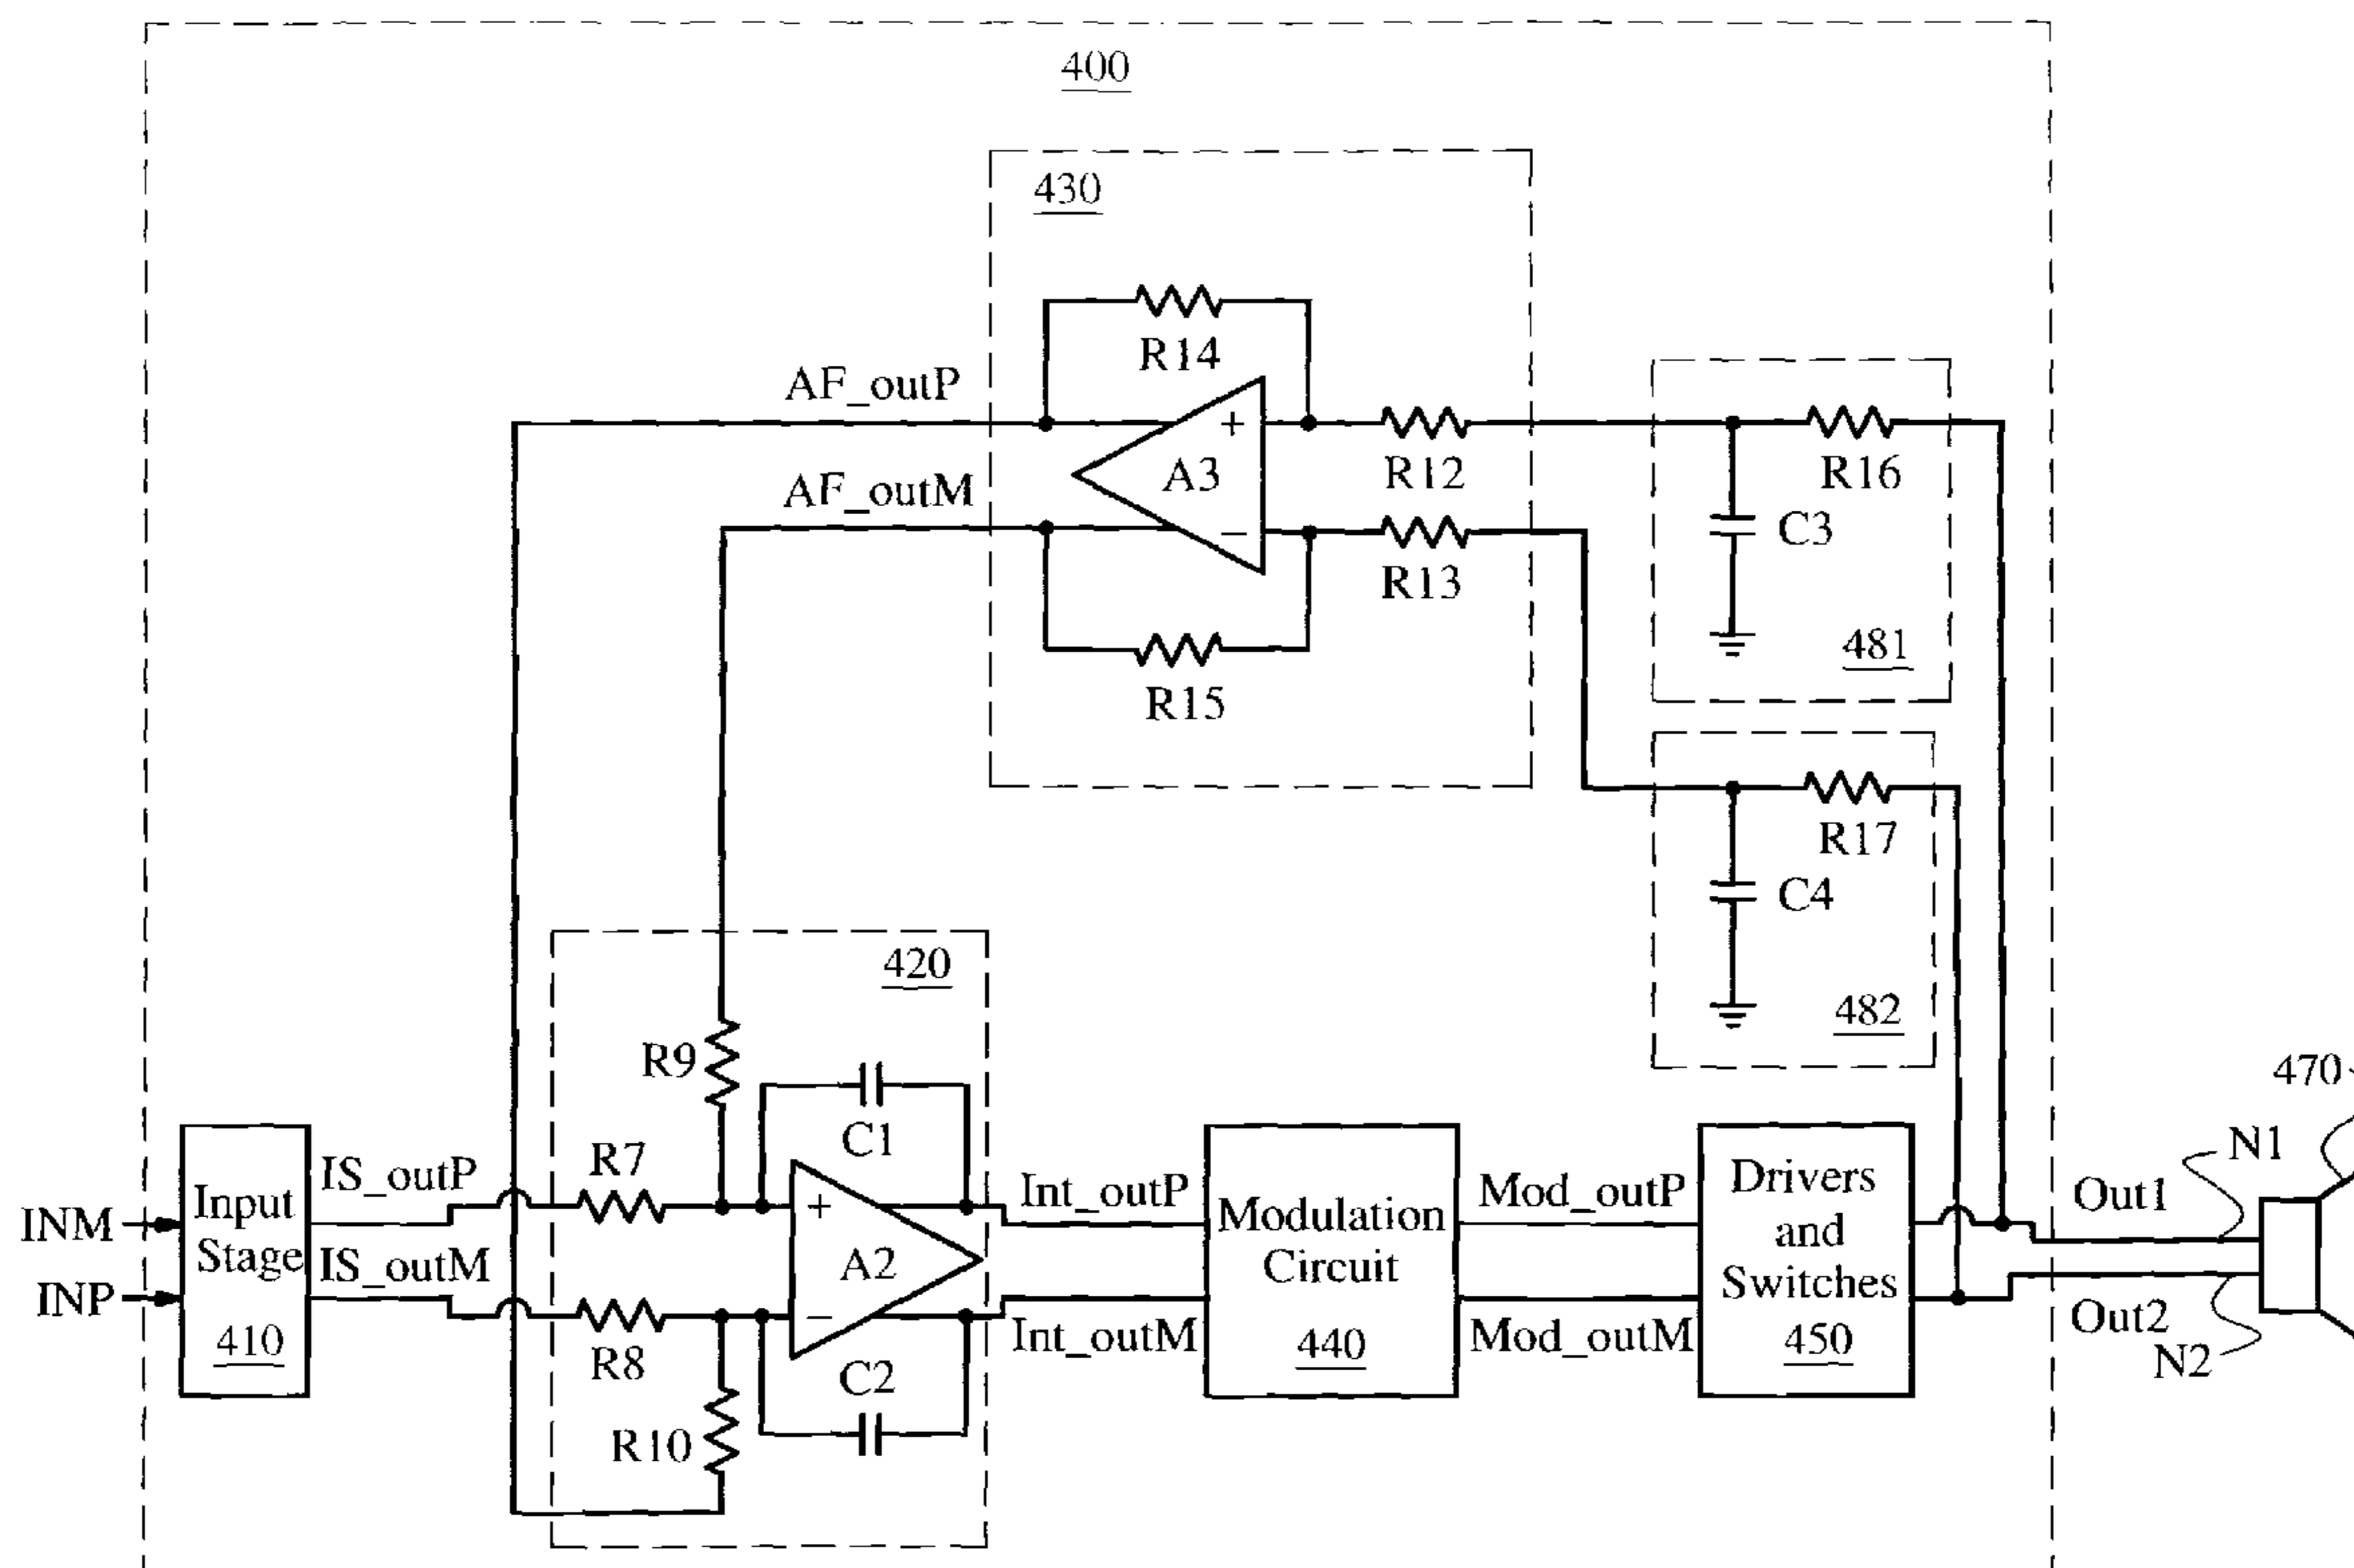 400
430
R14
AF_outP
+
A3
R12
R16
AF_outM
−
R13
C3
R15
481
R17
C4
420
482
R9
470
C1
R7
IS_outP
INM
Input
Stage
410
IS_outM
INP
+
A2
−
R8
C2
R10
Int_outP
Int_outM
Modulation
Circuit
440
Mod_outP
Mod_outM
Drivers
and
Switches
450
N1
Out1
Out2
N2